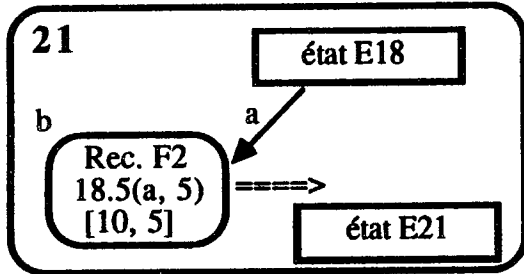 21
état E18
a
b
Rec. F2
18.5(a, 5)
[10, 5]
====>
état E21